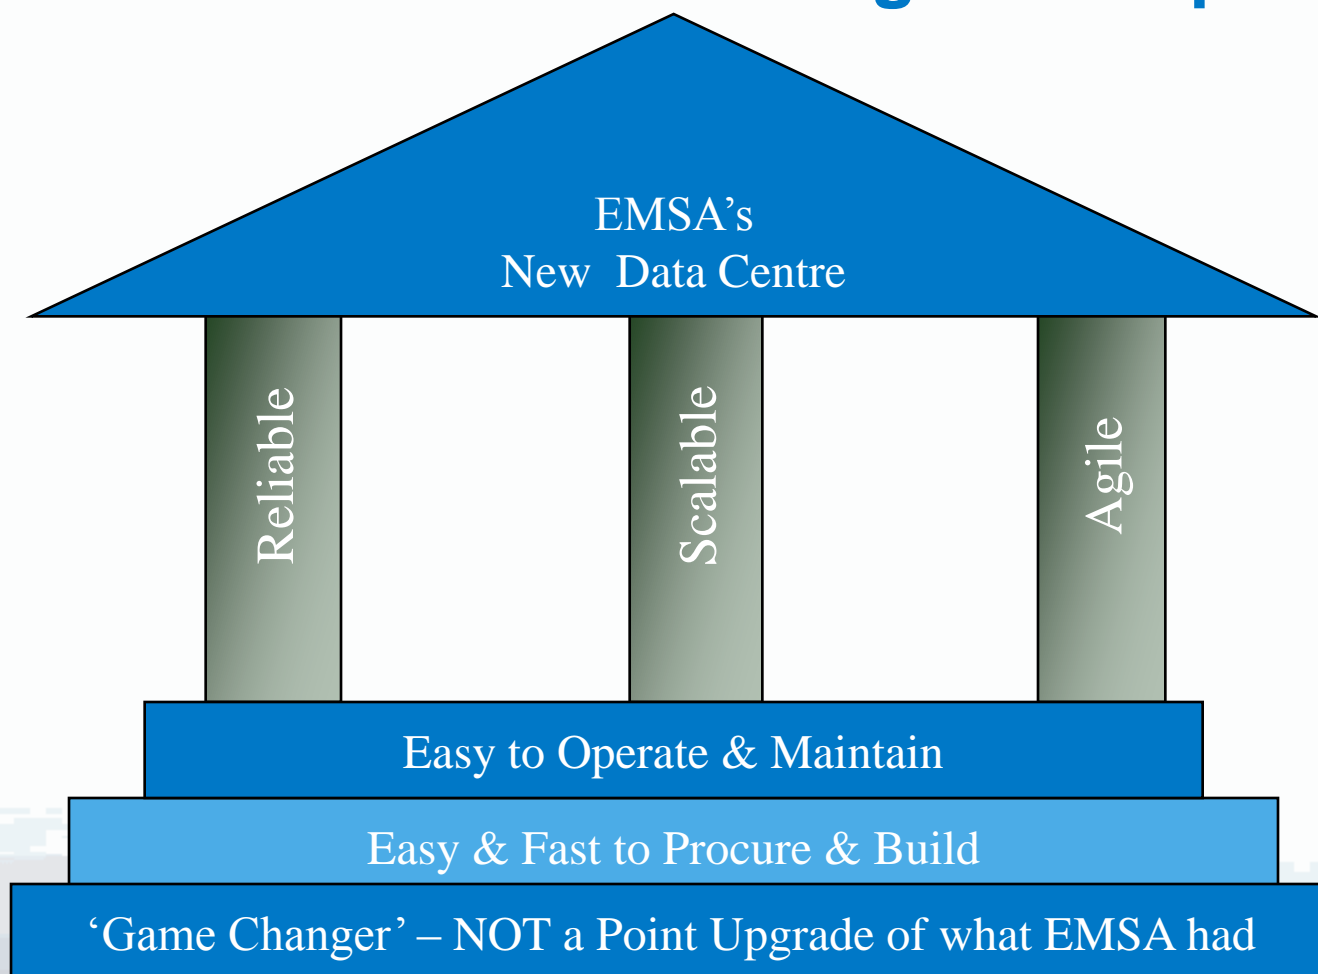 EMSA’s
New Data Centre
Reliable
Scalable
Agile
Easy to Operate & Maintain
Easy & Fast to Procure & Build
‘Game Changer’ – NOT a Point Upgrade of what EMSA had